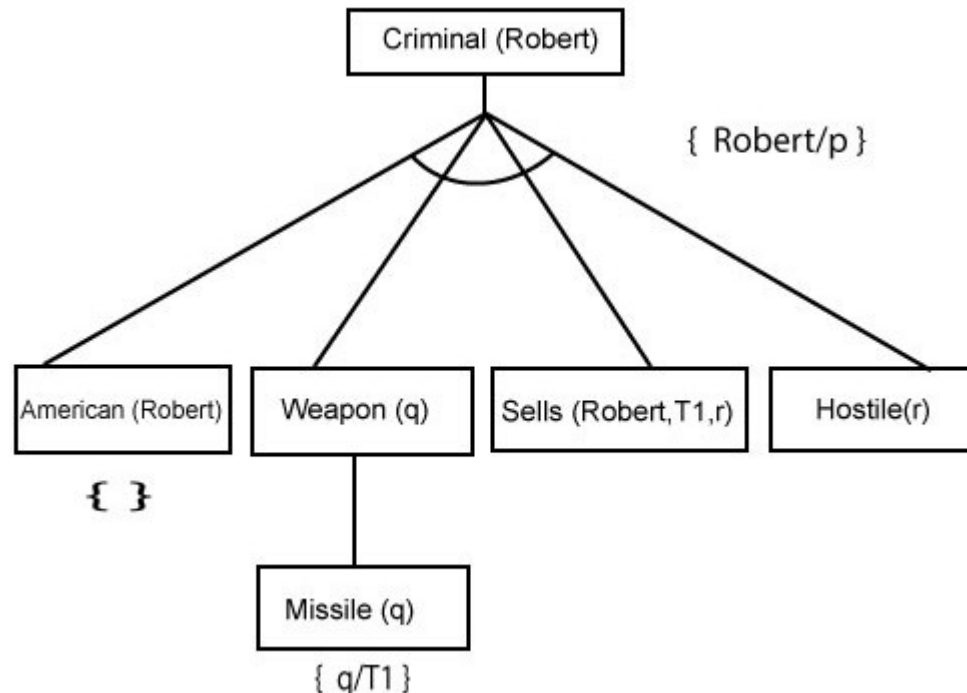 Criminal (Robert)
{ Robert/p }
American (Robert)
Weapon (q)
Sells (Robert,T1,r)
Hostile(r)
{ }
Missile (q)
{ q/T1 }